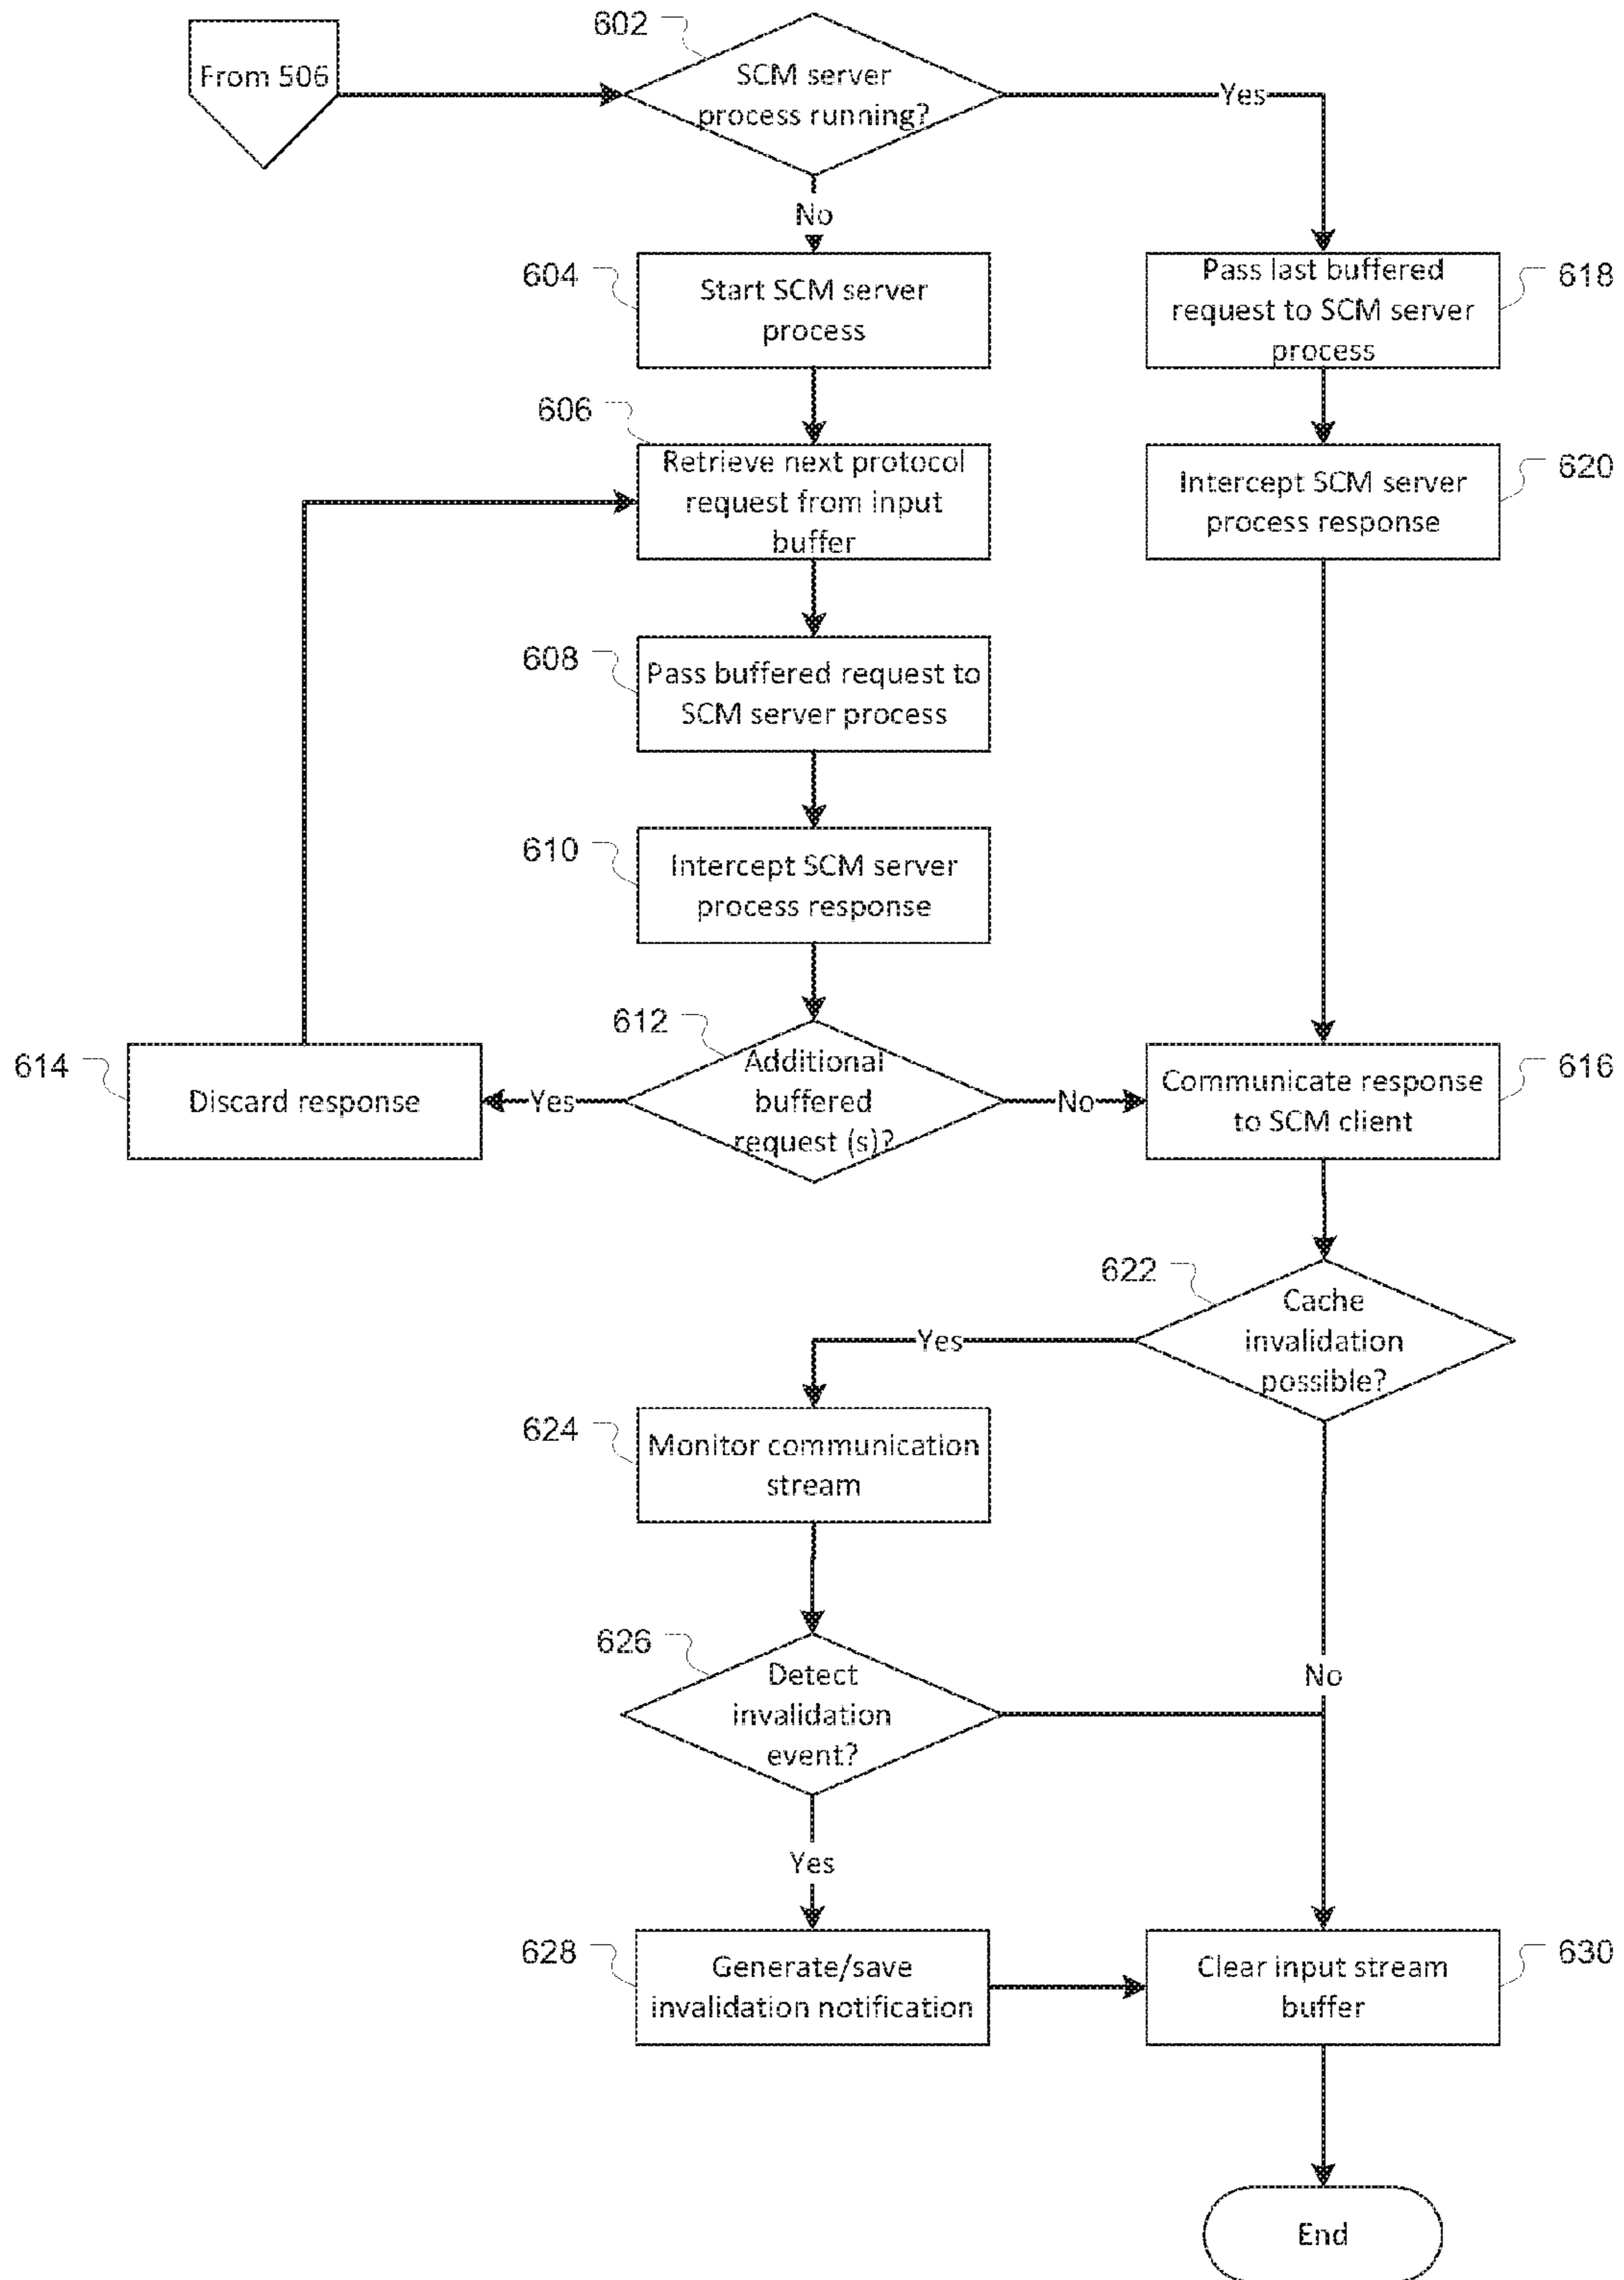 602
From 506
SCM server
process running?
Yes
No
604
Start SCM server
process
Pass last buffered
request to SCM server
process
618
606
Retrieve next protocol
request from input
buffer
Intercept SCM server
process response
620
608
Pass buffered request to
SCM server process
610
Intercept SCM server
process response
612
Additional
buffered
request (s)?
614
Discard response
Yes
No
Communicate response
to SCM client
616
622
Cache
invalidation
possible?
Yes
624
Monitor communication
stream
626
Detect
invalidation
event?
No
Yes
628
Generate/save
invalidation notification
Clear input stream
buffer
630
End